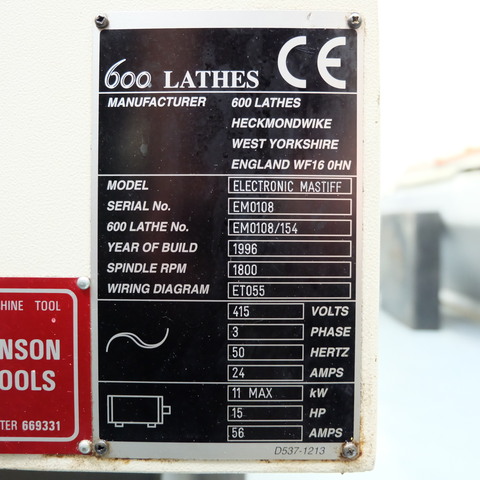 600 LATHES CE
MANUFACTURER 600 LATHES
HECKMONDWIKE
WEST YORKSHIRE
ENGLAND WF16 0HN
MODEL ELECTRONIC MASTIFF
SERIAL No. EM0108
600 LATHE No. EM0108/154
YEAR OF BUILD 1996
SPINDLE RPM 1800
WIRING DIAGRAM ET055
415 VOLTS
3 PHASE
50 HERTZ
24 AMPS
11 MAX kW
15 HP
56 AMPS
D537-1213
HINE TOOL
NSON
OOLS
TER 669331